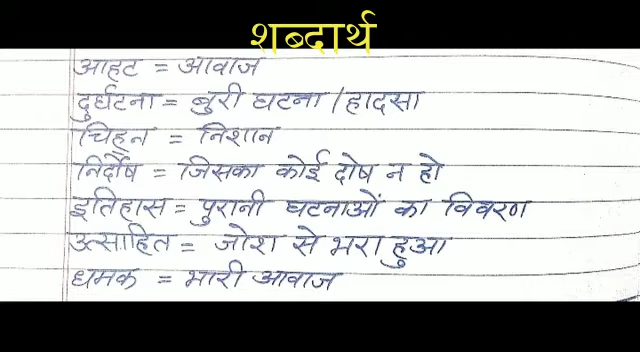 शब्दार्थ
आहट = आवाज
दुर्घटना = बुरी घटना / हादसा
चिह्न = निशान
निर्दोष = जिसका कोई दोष न हो
इतिहास = पुरानी घटनाओं का विवरण
उत्साहित = जोश से भरा हुआ
धमक = भारी आवाज